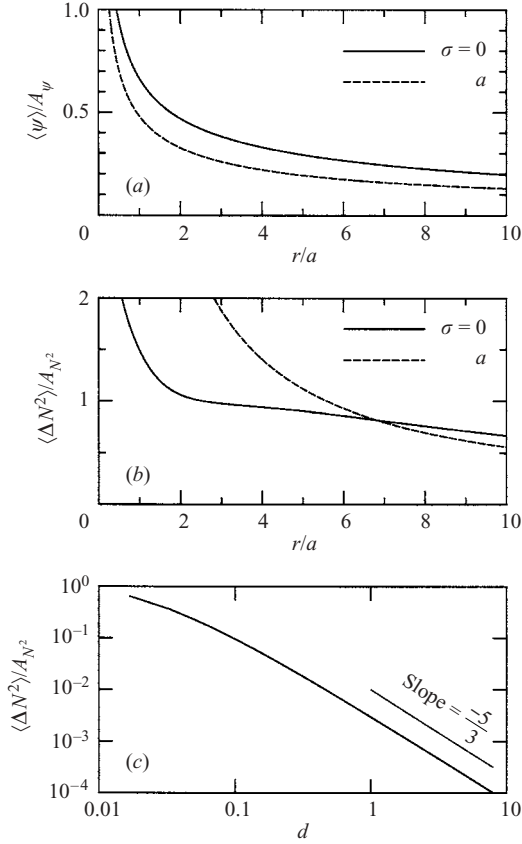 1.0
0.5
⟨ψ⟩/A_ψ
σ = 0
a
(a)
0 2 4 6 8 10
r/a
2
1
⟨ΔN²⟩/A_N²
σ = 0
a
(b)
0 2 4 6 8 10
r/a
10⁰
10⁻¹
10⁻²
10⁻³
10⁻⁴
⟨ΔN²⟩/A_N²
Slope = −5/3
(c)
0.01 0.1 1 10
d